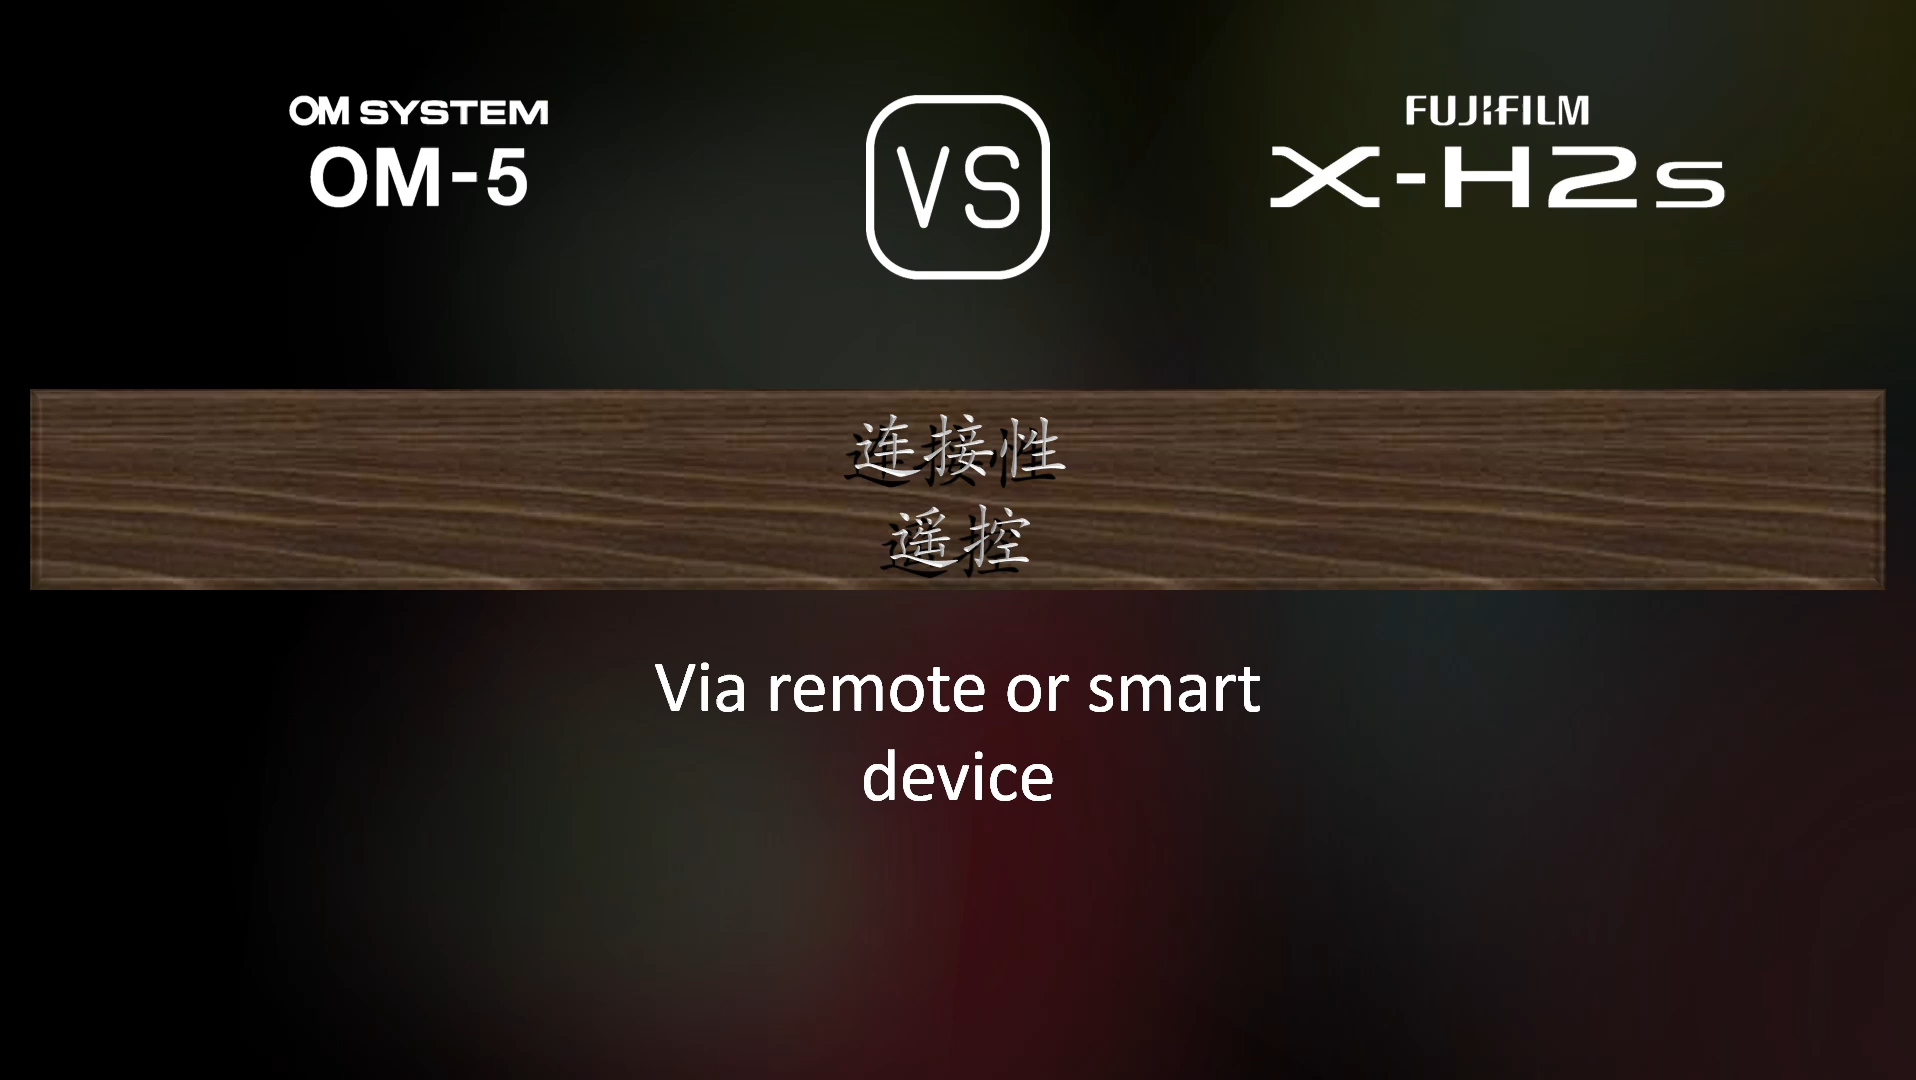 OM SYSTEM
OM-5
VS
FUJIFILM
X-H2s
连接性
遥控
Via remote or smart
device